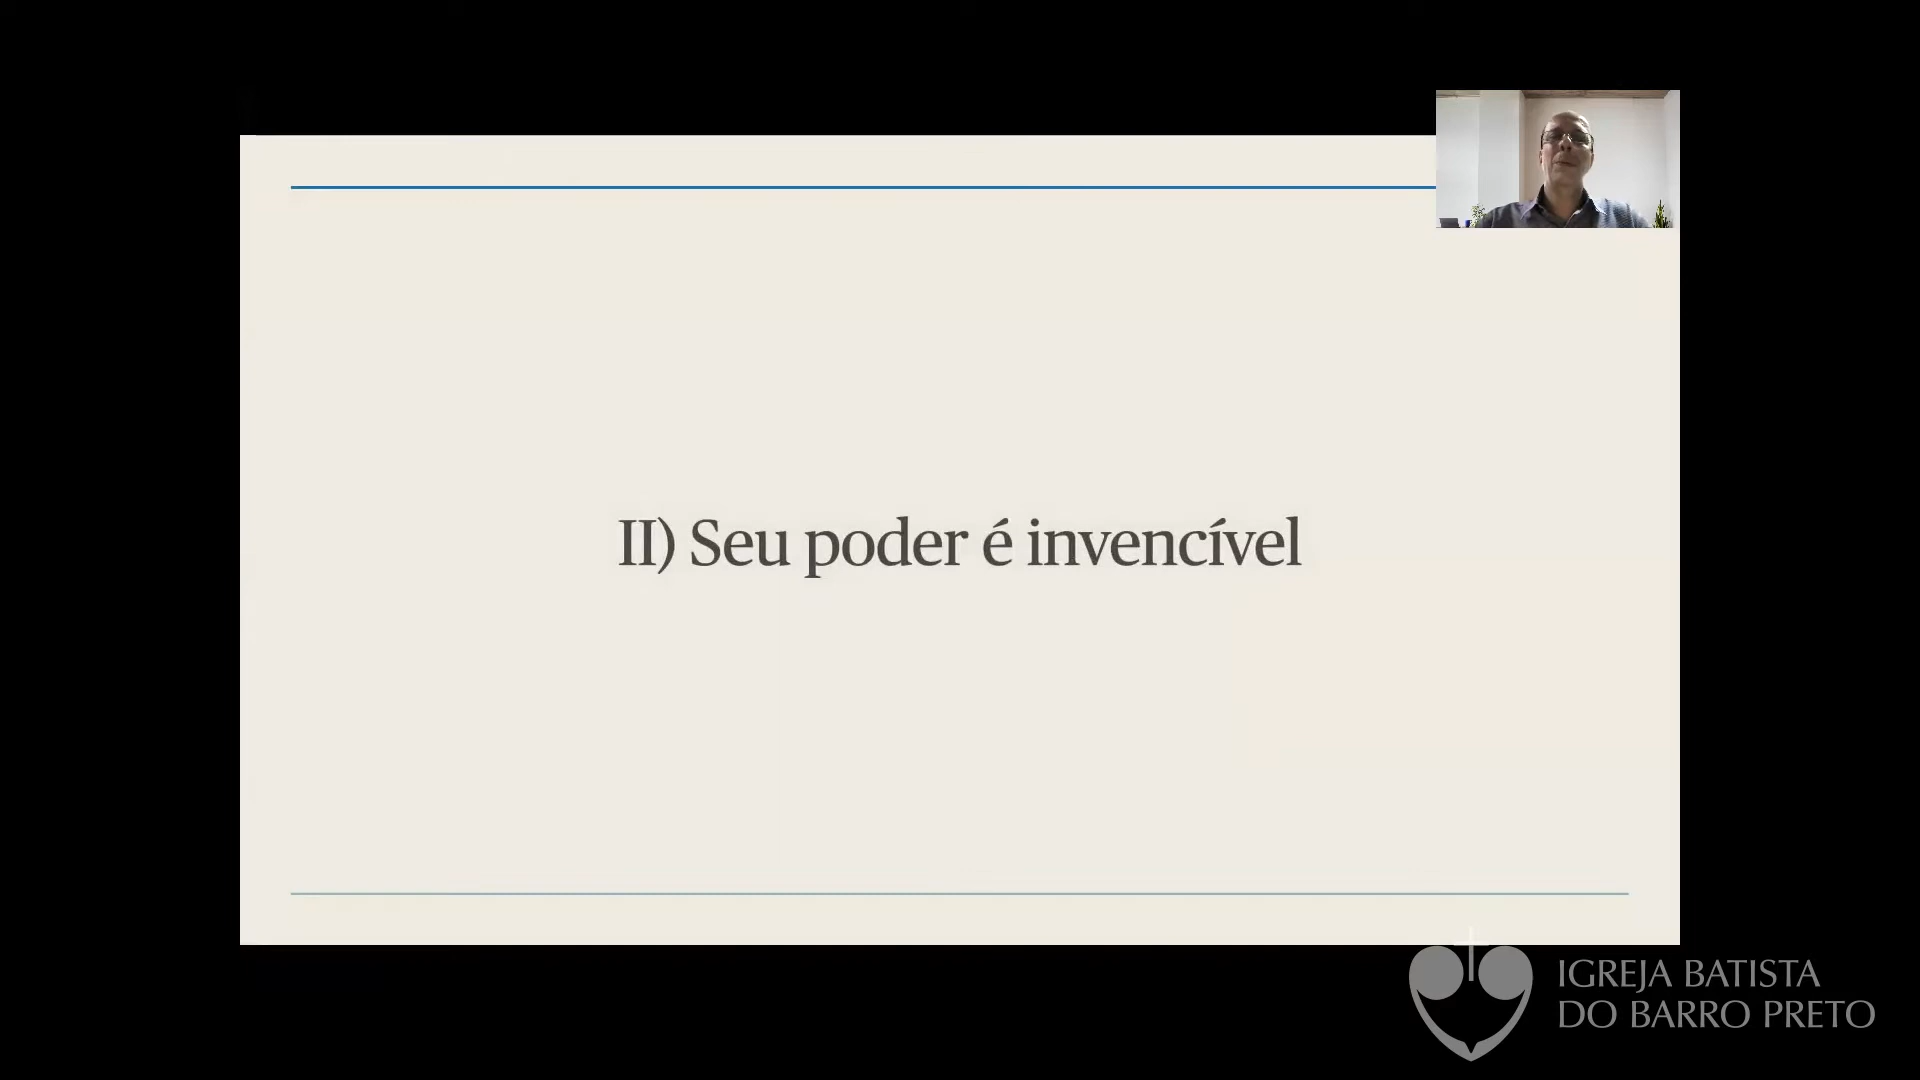 II) Seu poder é invencível
IGREJA BATISTA
DO BARRO PRETO